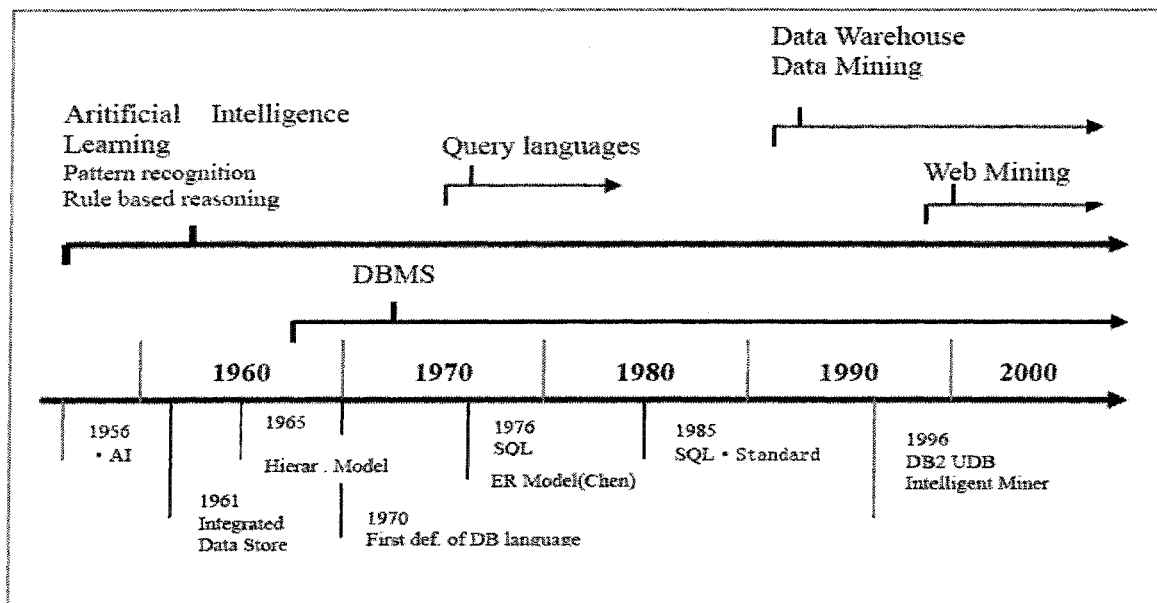 Data Warehouse
Data Mining
Aritificial Intelligence
Learning
Pattern recognition
Rule based reasoning
Query languages
Web Mining
DBMS
1960 1970 1980 1990 2000
1956
• AI
1965
Hierar . Model
1961
Integrated
Data Store
1970
First def. of DB language
1976
SQL
ER Model(Chen)
1985
SQL • Standard
1996
DB2 UDB
Intelligent Miner